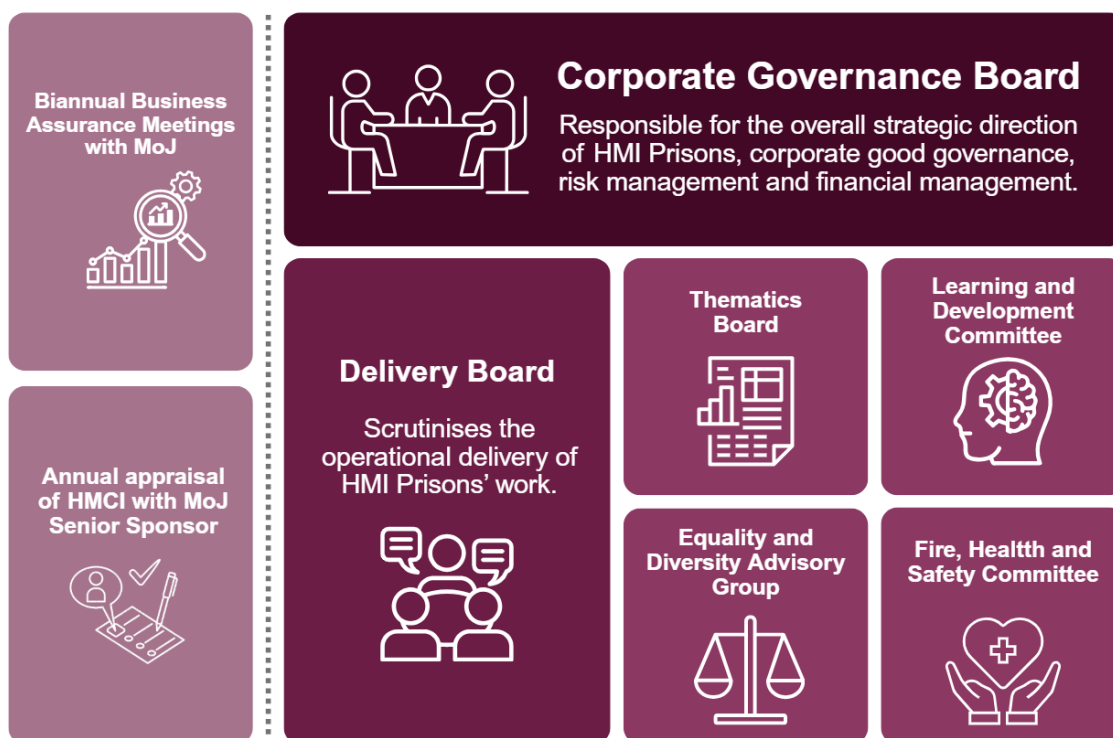 Biannual Business
Assurance Meetings
with MoJ
Annual appraisal
of HMCI with MoJ
Senior Sponsor
Corporate Governance Board
Responsible for the overall strategic direction
of HMI Prisons, corporate good governance,
risk management and financial management.
Delivery Board
Scrutinises the
operational delivery of
HMI Prisons’ work.
Thematics
Board
Learning and
Development
Committee
Equality and
Diversity Advisory
Group
Fire, Healtth and
Safety Committee